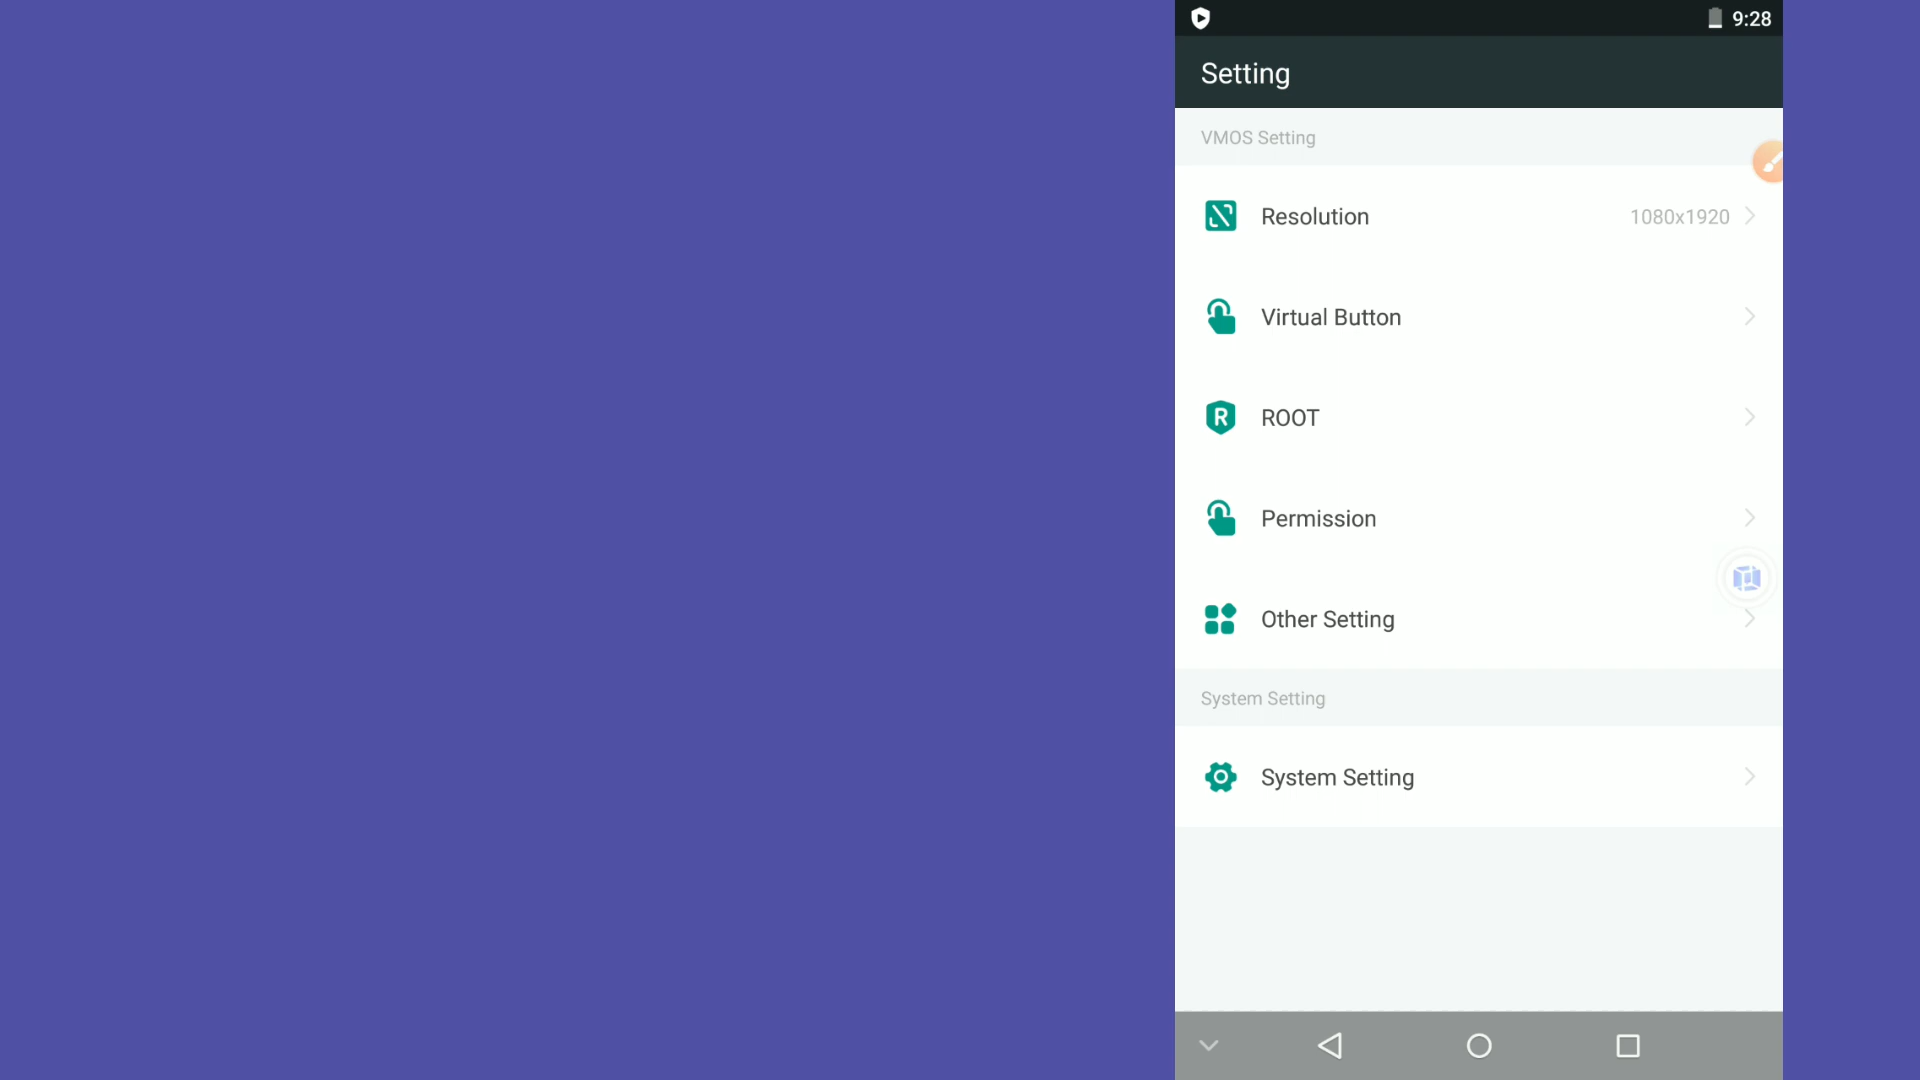 9:28
Setting
VMOS Setting
Resolution 1080x1920
Virtual Button
R ROOT
Permission
Other Setting
System Setting
System Setting